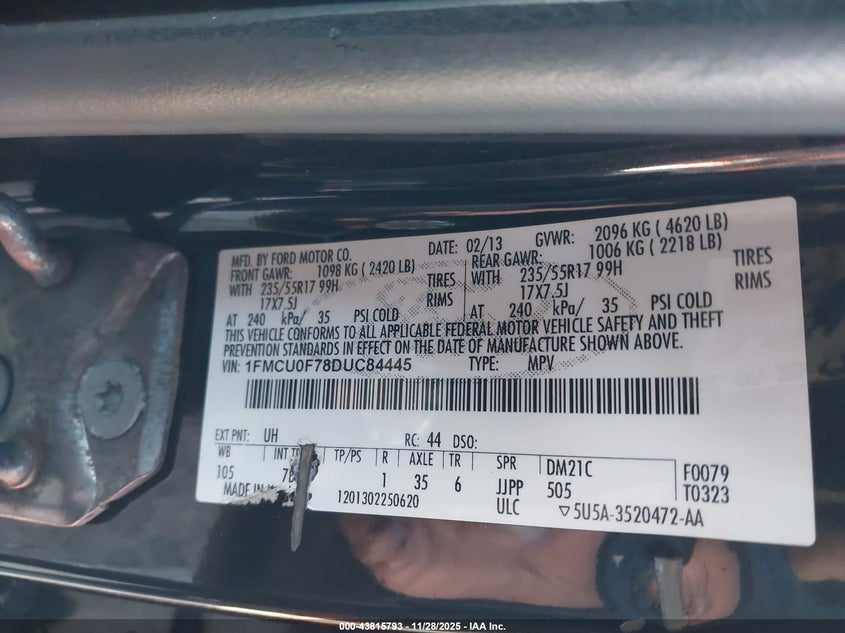 MFD. BY FORD MOTOR CO. DATE: 02/13 GVWR: 2096 KG ( 4620 LB)
FRONT GAWR: 1098 KG ( 2420 LB) REAR GAWR: 1006 KG ( 2218 LB)
WITH 235/55R17 99H TIRES WITH 235/55R17 99H TIRES
17X7.5J RIMS 17X7.5J RIMS
AT 240 kPa/ 35 PSI COLD AT 240 kPa/ 35 PSI COLD
THIS VEHICLE CONFORMS TO ALL APPLICABLE FEDERAL MOTOR VEHICLE SAFETY AND THEFT
PREVENTION STANDARDS IN EFFECT ON THE DATE OF MANUFACTURE SHOWN ABOVE.
VIN: 1FMCU0F78DUC84445 TYPE: MPV
EXT PNT: UH RC: 44 DSO:
WB INT TP/PS R AXLE TR SPR DM21C F0079
105 1 35 6 JJPP 505 T0323
MADE IN 1201302250620 ULC ▽5U5A-3520472-AA
000-43815793 - 11/28/2025 - IAA Inc.